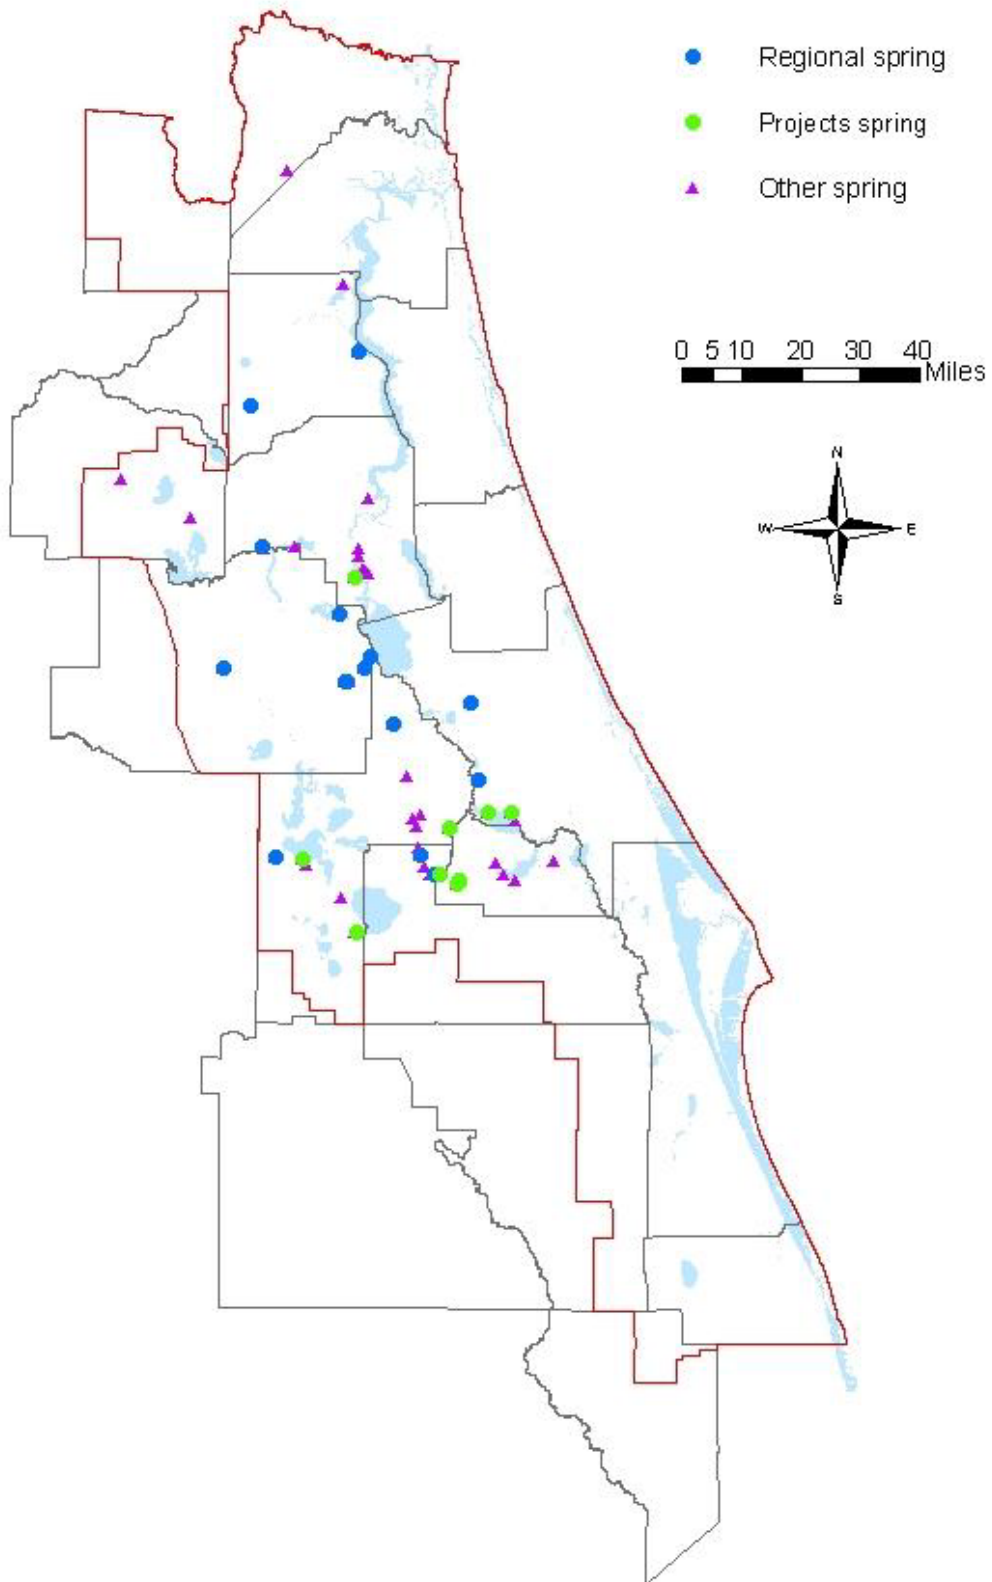 Regional spring
Projects spring
Other spring
0 5 10 20 30 40
Miles
N
W E
S